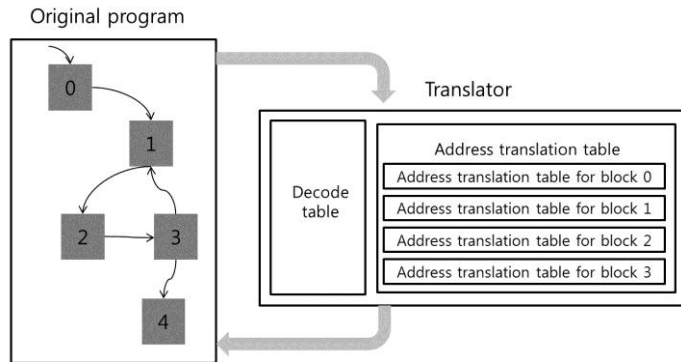 Original program
0
1
2
3
4
Translator
Decode
table
Address translation table
Address translation table for block 0
Address translation table for block 1
Address translation table for block 2
Address translation table for block 3